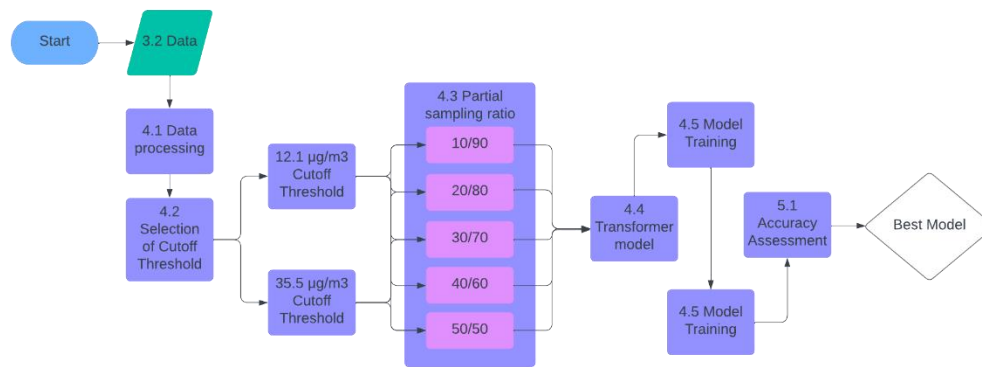 Start
3.2 Data
4.1 Data
processing
4.2
Selection
of Cutoff
Threshold
12.1 µg/m3
Cutoff
Threshold
35.5 µg/m3
Cutoff
Threshold
4.3 Partial
sampling ratio
10/90
20/80
30/70
40/60
50/50
4.4
Transformer
model
4.5 Model
Training
4.5 Model
Training
5.1
Accuracy
Assessment
Best Model